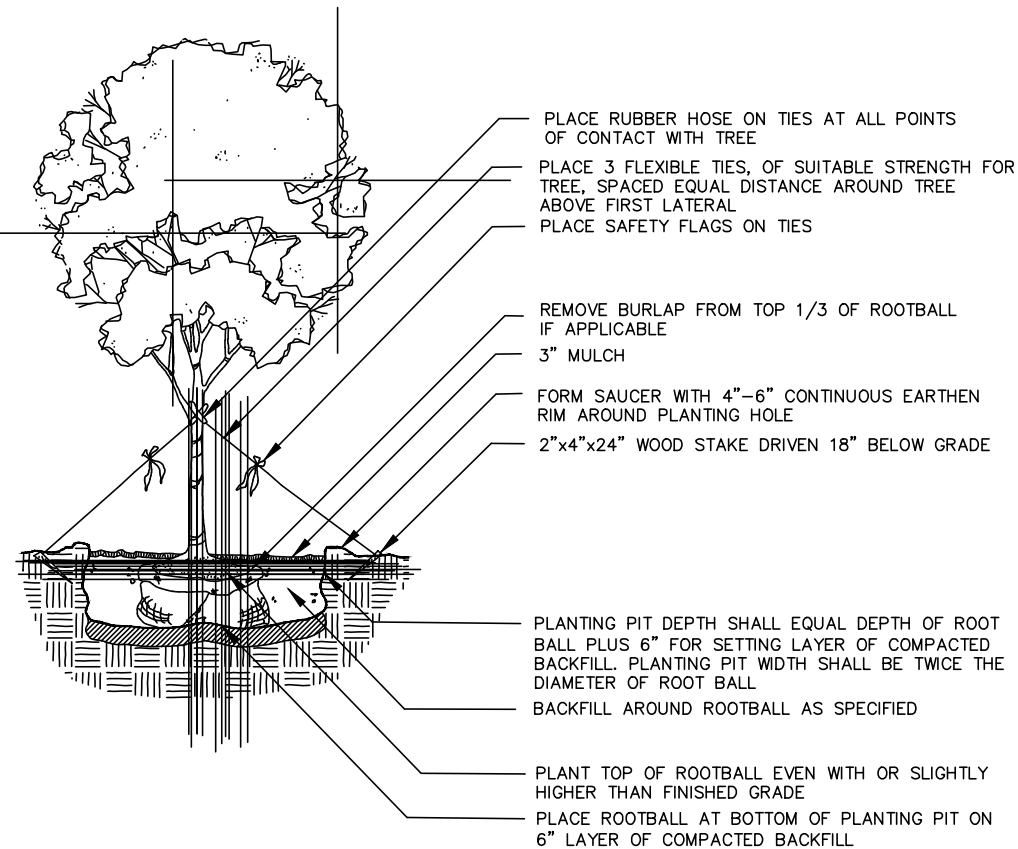 PLACE RUBBER HOSE ON TIES AT ALL POINTS
OF CONTACT WITH TREE
PLACE 3 FLEXIBLE TIES, OF SUITABLE STRENGTH FOR
TREE, SPACED EQUAL DISTANCE AROUND TREE
ABOVE FIRST LATERAL
PLACE SAFETY FLAGS ON TIES
REMOVE BURLAP FROM TOP 1/3 OF ROOTBALL
IF APPLICABLE
3" MULCH
FORM SAUCER WITH 4"–6" CONTINUOUS EARTHEN
RIM AROUND PLANTING HOLE
2"x4"x24" WOOD STAKE DRIVEN 18" BELOW GRADE
PLANTING PIT DEPTH SHALL EQUAL DEPTH OF ROOT
BALL PLUS 6" FOR SETTING LAYER OF COMPACTED
BACKFILL. PLANTING PIT WIDTH SHALL BE TWICE THE
DIAMETER OF ROOT BALL
BACKFILL AROUND ROOTBALL AS SPECIFIED
PLANT TOP OF ROOTBALL EVEN WITH OR SLIGHTLY
HIGHER THAN FINISHED GRADE
PLACE ROOTBALL AT BOTTOM OF PLANTING PIT ON
6" LAYER OF COMPACTED BACKFILL